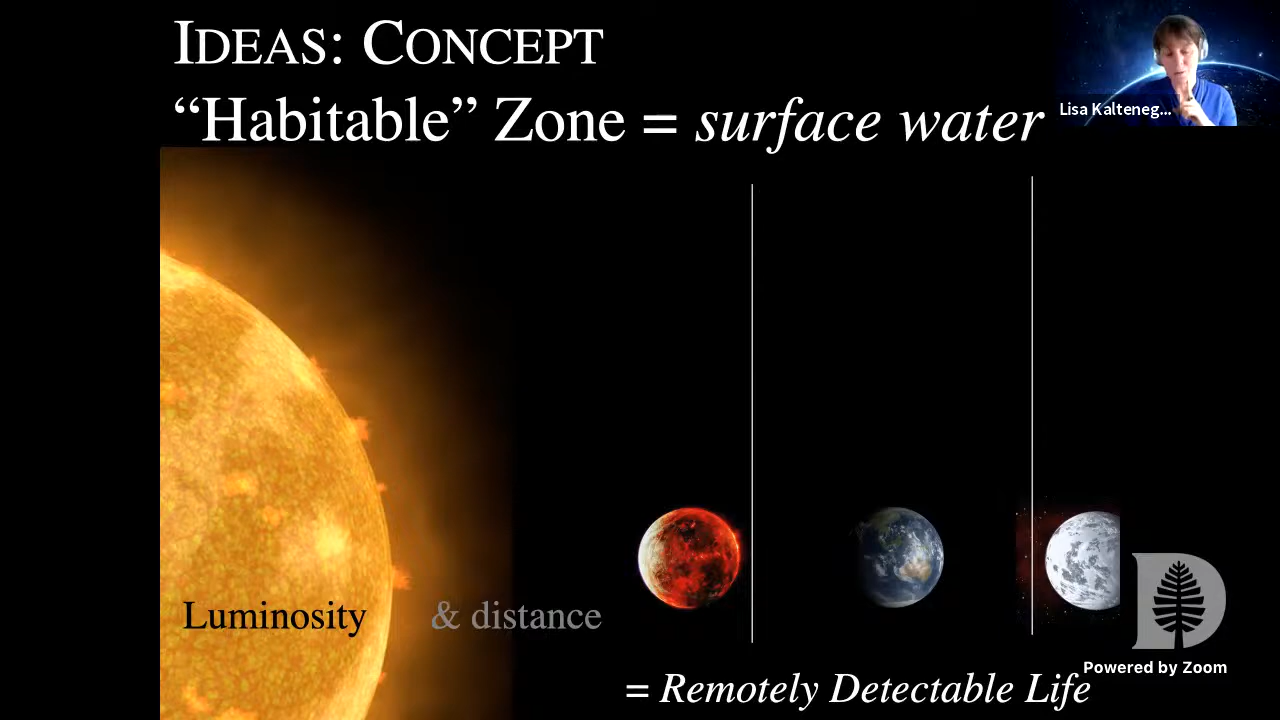 IDEAS: CONCEPT
“Habitable” Zone = surface water
Lisa Kalteneg...
Luminosity & distance
D
Powered by Zoom
= Remotely Detectable Life